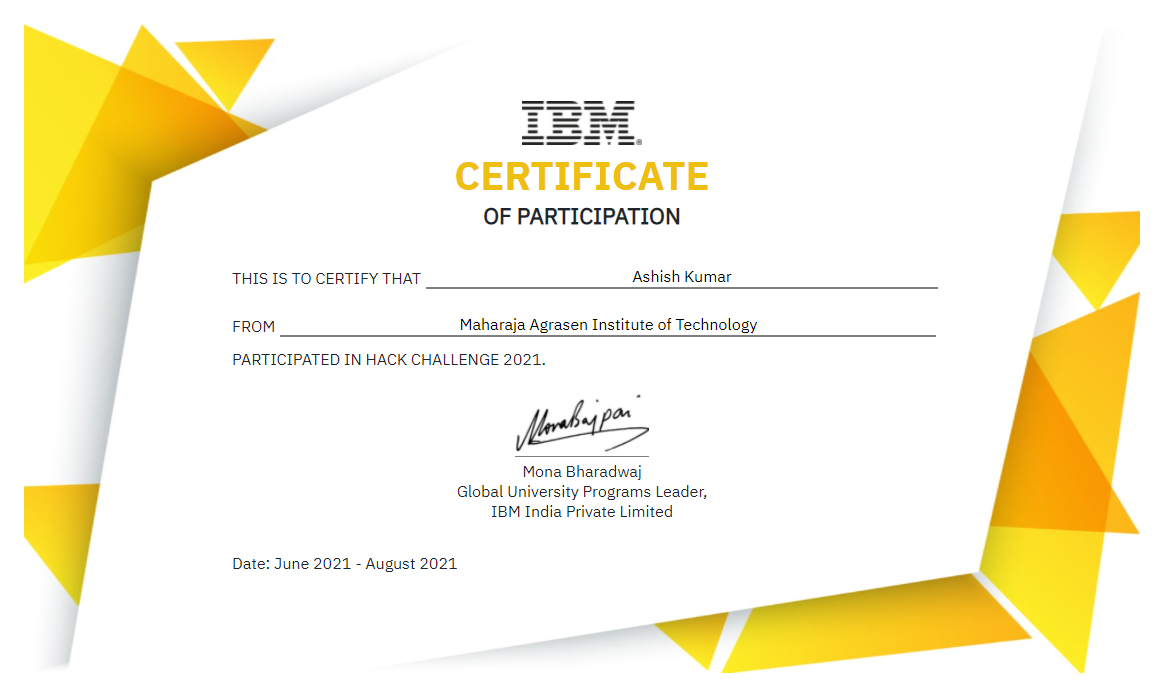 IBM®
CERTIFICATE
OF PARTICIPATION
THIS IS TO CERTIFY THAT Ashish Kumar
FROM Maharaja Agrasen Institute of Technology
PARTICIPATED IN HACK CHALLENGE 2021.
MonaBajpai
Mona Bharadwaj
Global University Programs Leader,
IBM India Private Limited
Date: June 2021 - August 2021